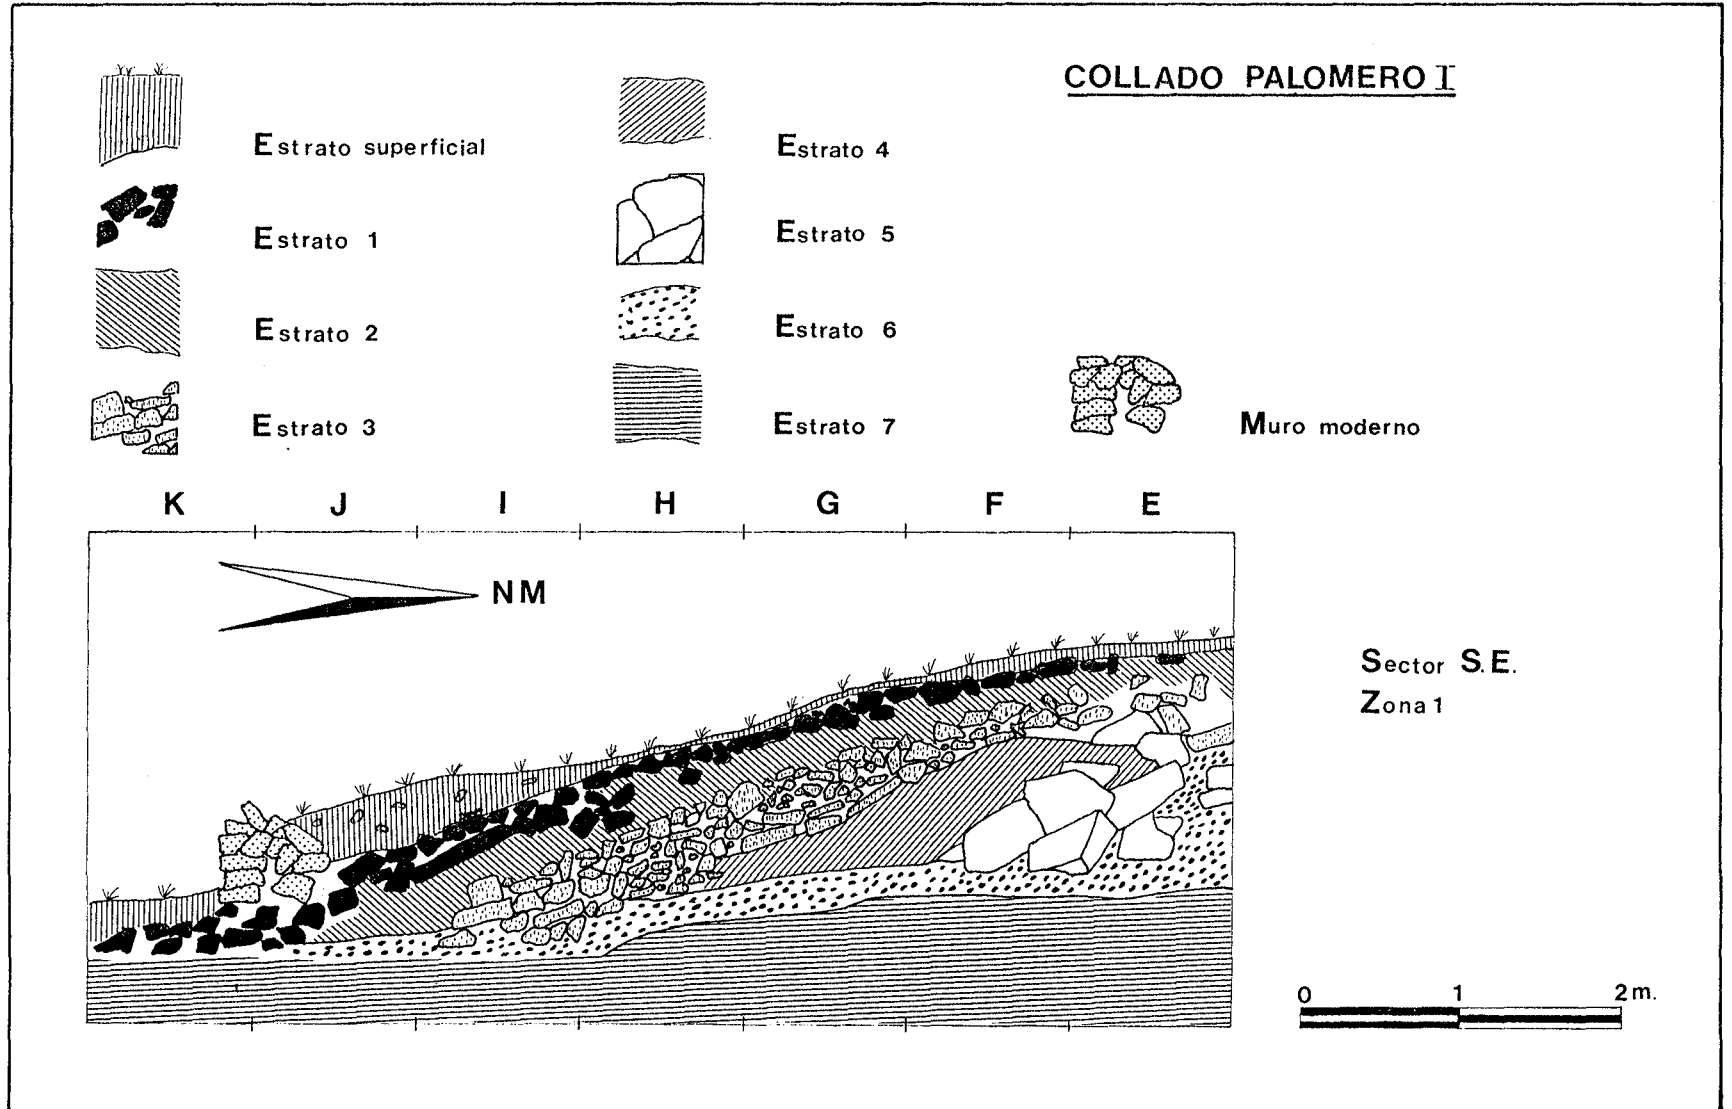 COLLADO PALOMERO I
Estrato superficial
Estrato 1
Estrato 2
Estrato 3
Estrato 4
Estrato 5
Estrato 6
Estrato 7
Muro moderno
K J I H G F E
NM
Sector S.E.
Zona 1
0 1 2 m.